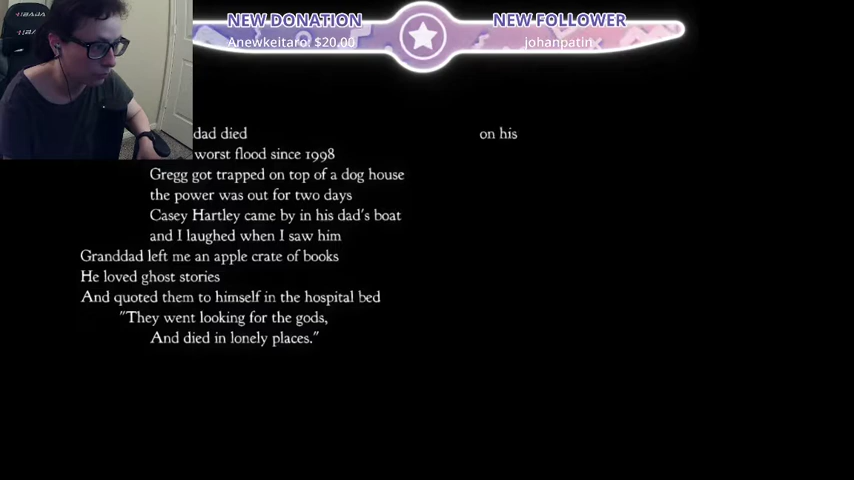 NEW DONATION
Anewkeitaro: $20.00
NEW FOLLOWER
johanpatin
dad died on his
worst flood since 1998
Gregg got trapped on top of a dog house
the power was out for two days
Casey Hartley came by in his dad's boat
and I laughed when I saw him
Granddad left me an apple crate of books
He loved ghost stories
And quoted them to himself in the hospital bed
"They went looking for the gods,
And died in lonely places."